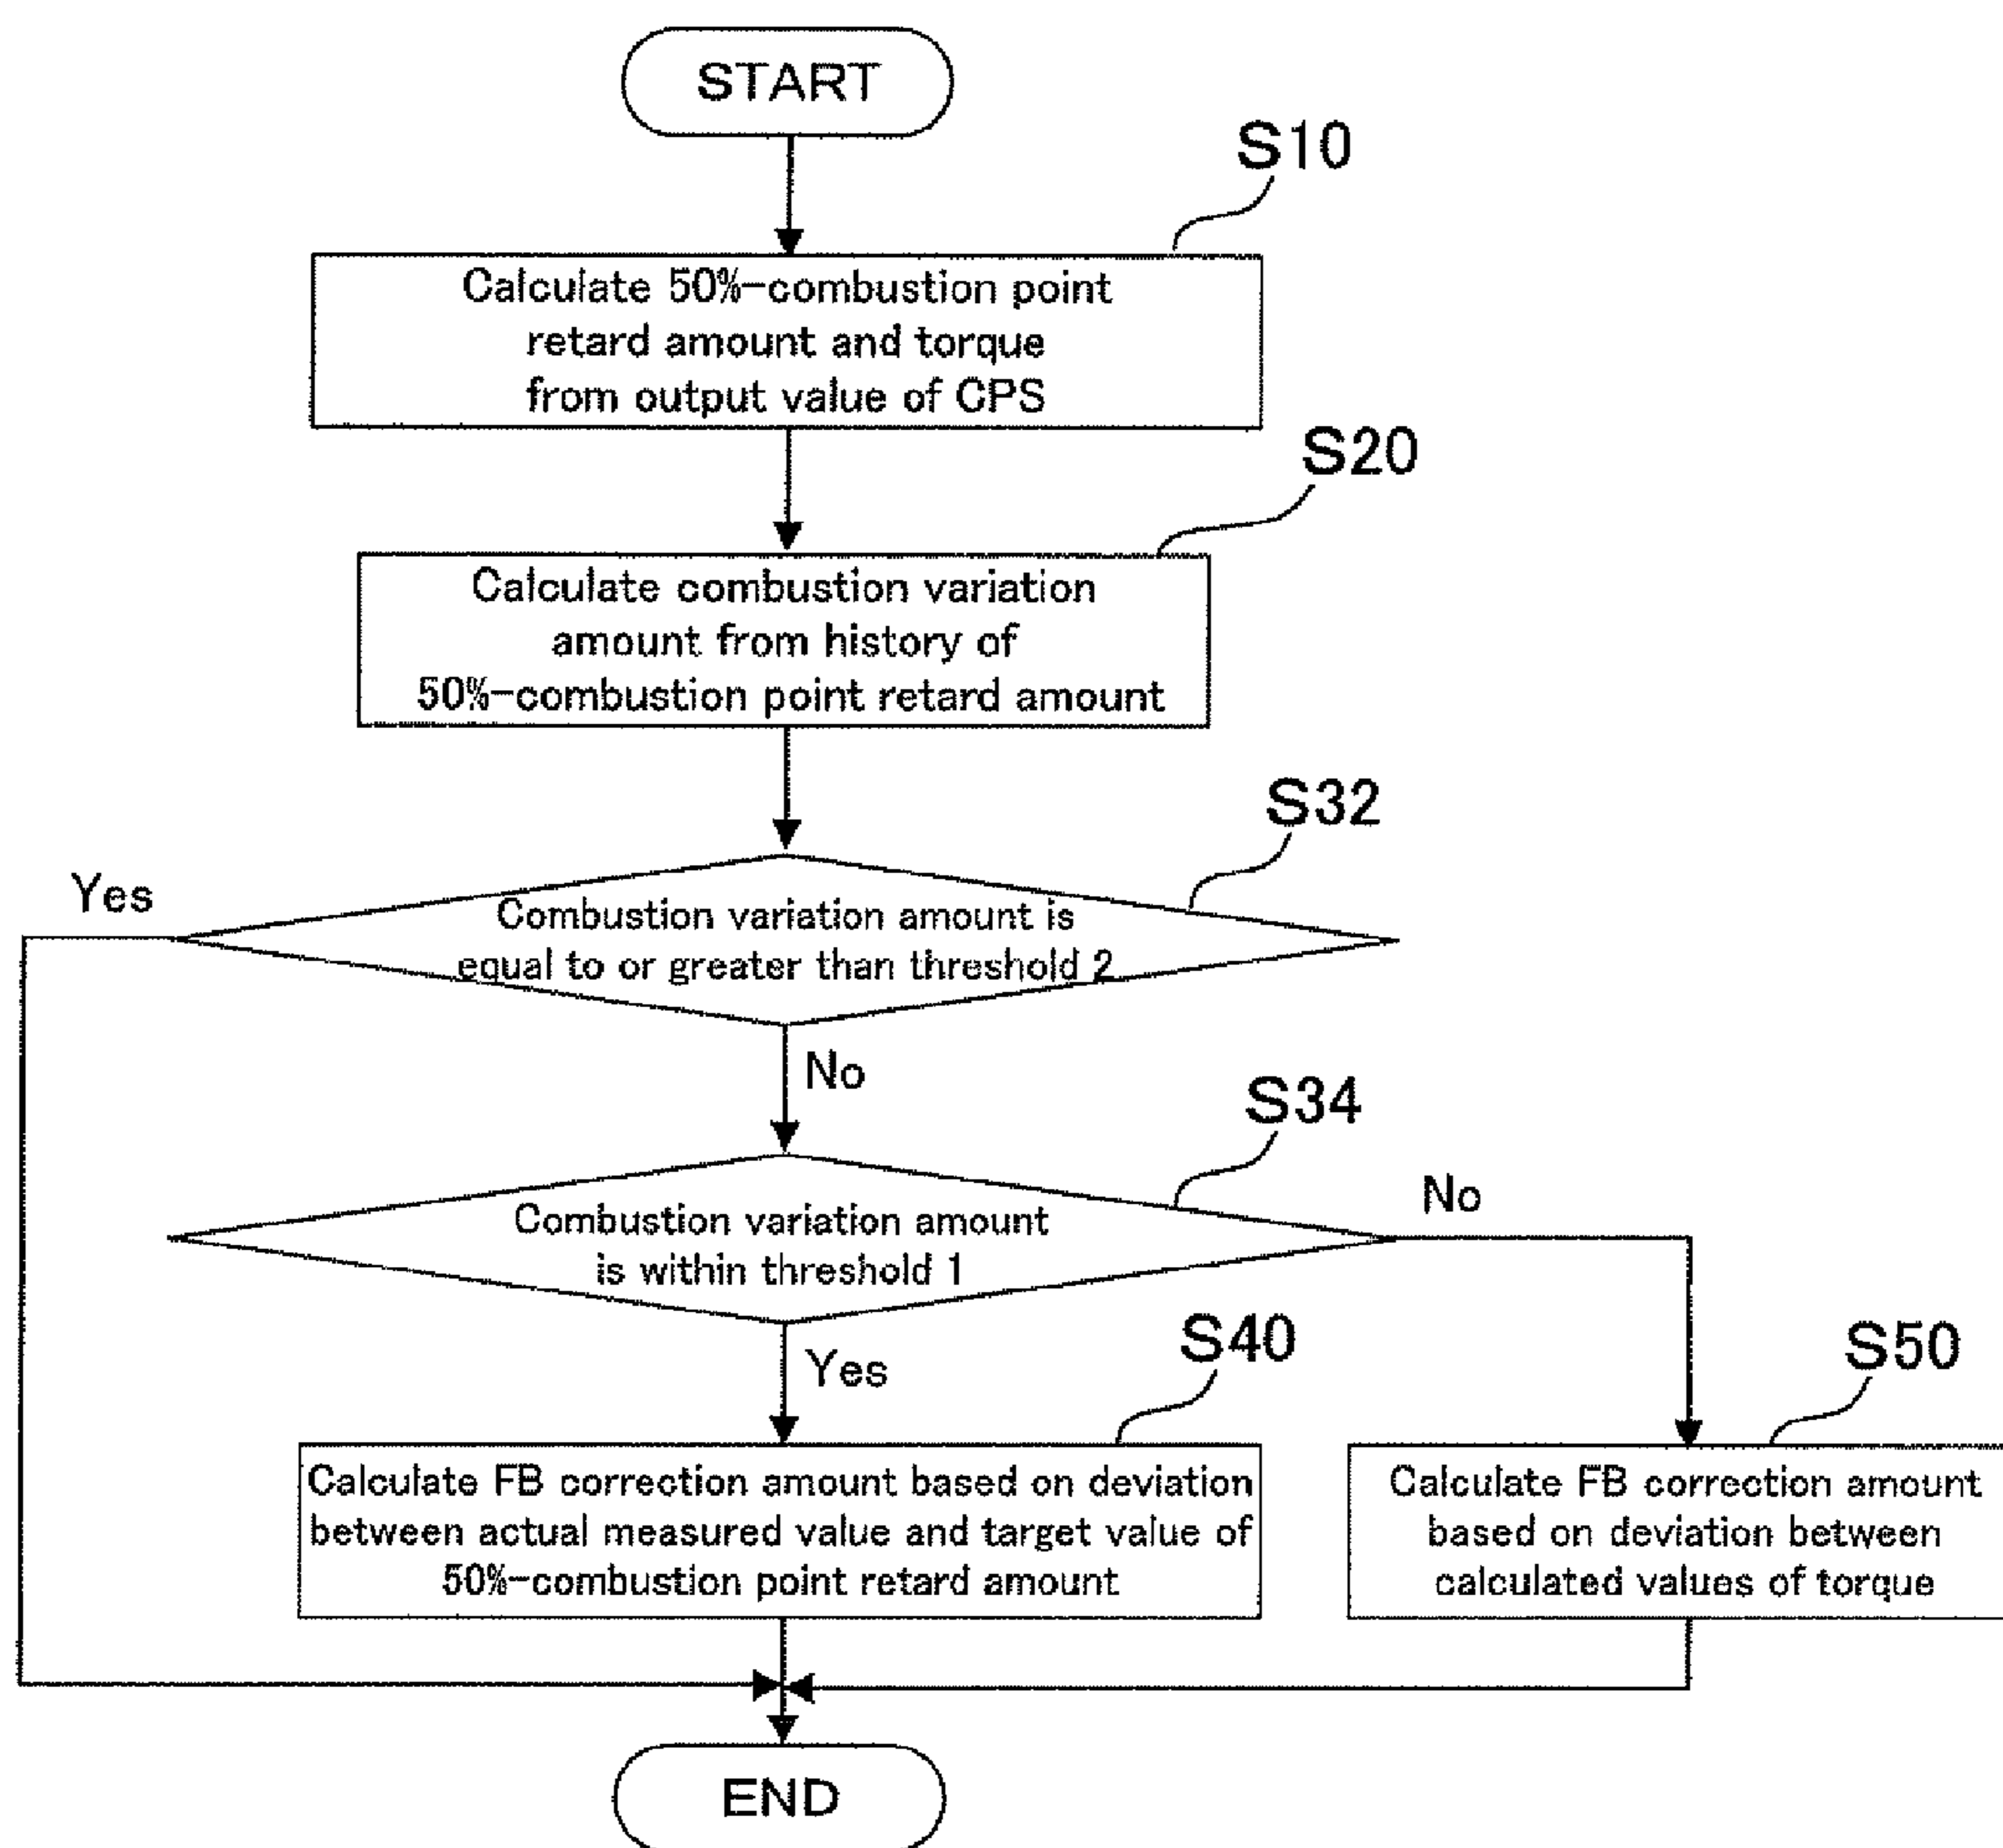 START
S10
Calculate 50%-combustion point
retard amount and torque
from output value of CPS
S20
Calculate combustion variation
amount from history of
50%-combustion point retard amount
S32
Yes
Combustion variation amount is
equal to or greater than threshold 2
No
S34
No
Combustion variation amount
is within threshold 1
Yes
S40
S50
Calculate FB correction amount based on deviation
between actual measured value and target value of
50%-combustion point retard amount
Calculate FB correction amount
based on deviation between
calculated values of torque
END